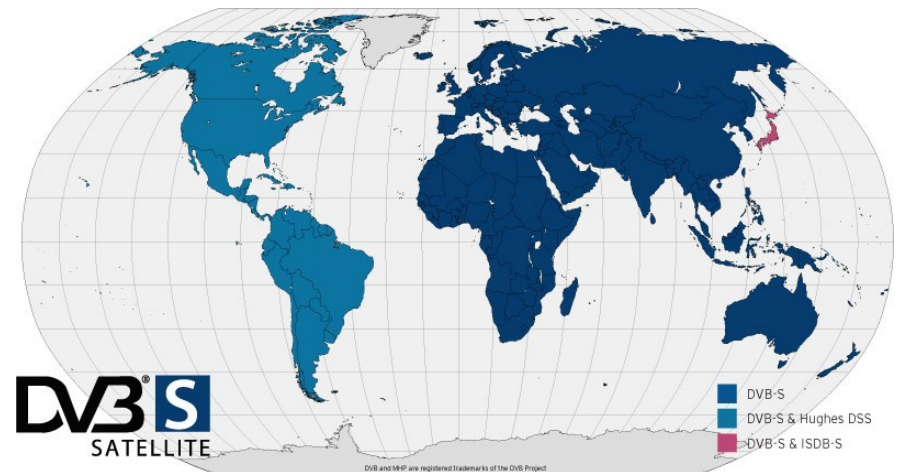 DVB® S
SATELLITE
DVB-S
DVB-S & Hughes DSS
DVB-S & ISDB-S
DVB and MHP are registered trademarks of the DVB Project